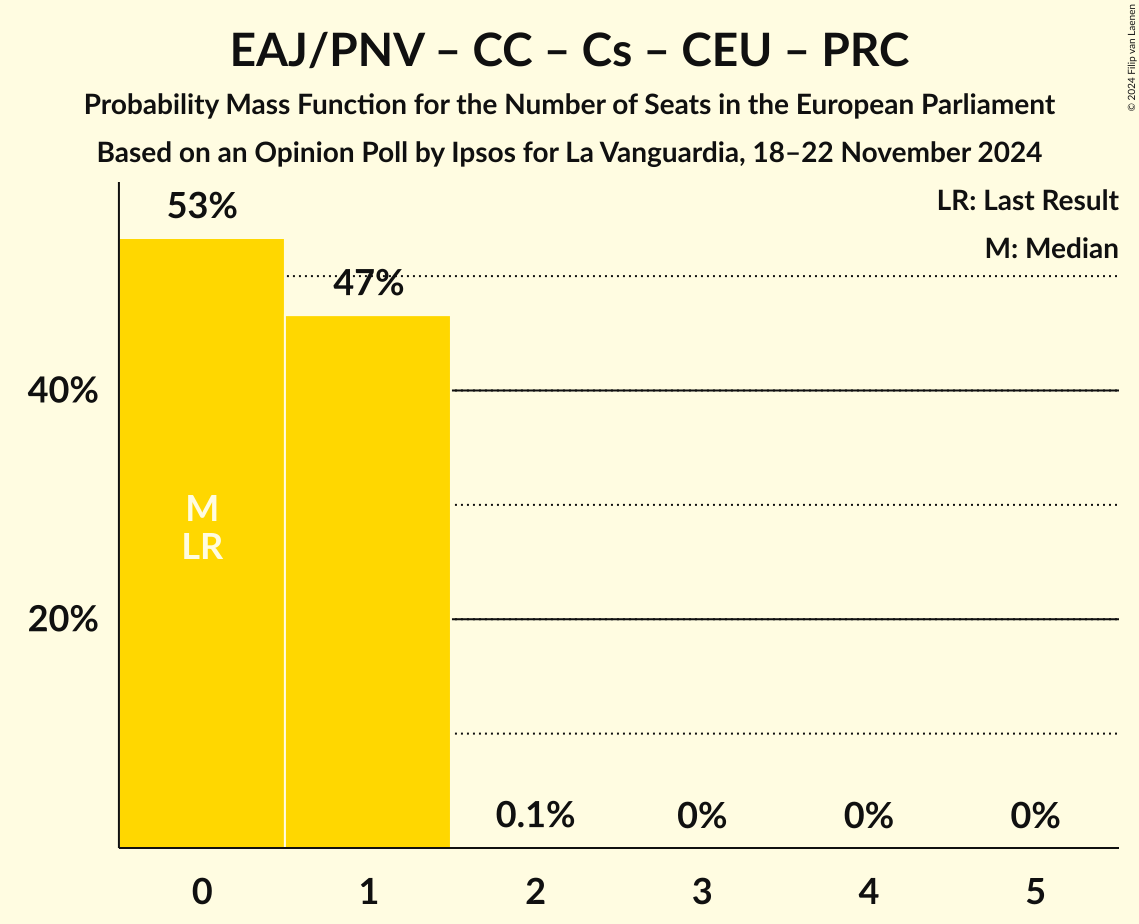 EAJ/PNV – CC – Cs – CEU – PRC
Probability Mass Function for the Number of Seats in the European Parliament
Based on an Opinion Poll by Ipsos for La Vanguardia, 18–22 November 2024
© 2024 Filip van Laenen
LR: Last Result
M: Median
53%
47%
40%
M
LR
20%
0.1%
0%
0%
0%
0
1
2
3
4
5